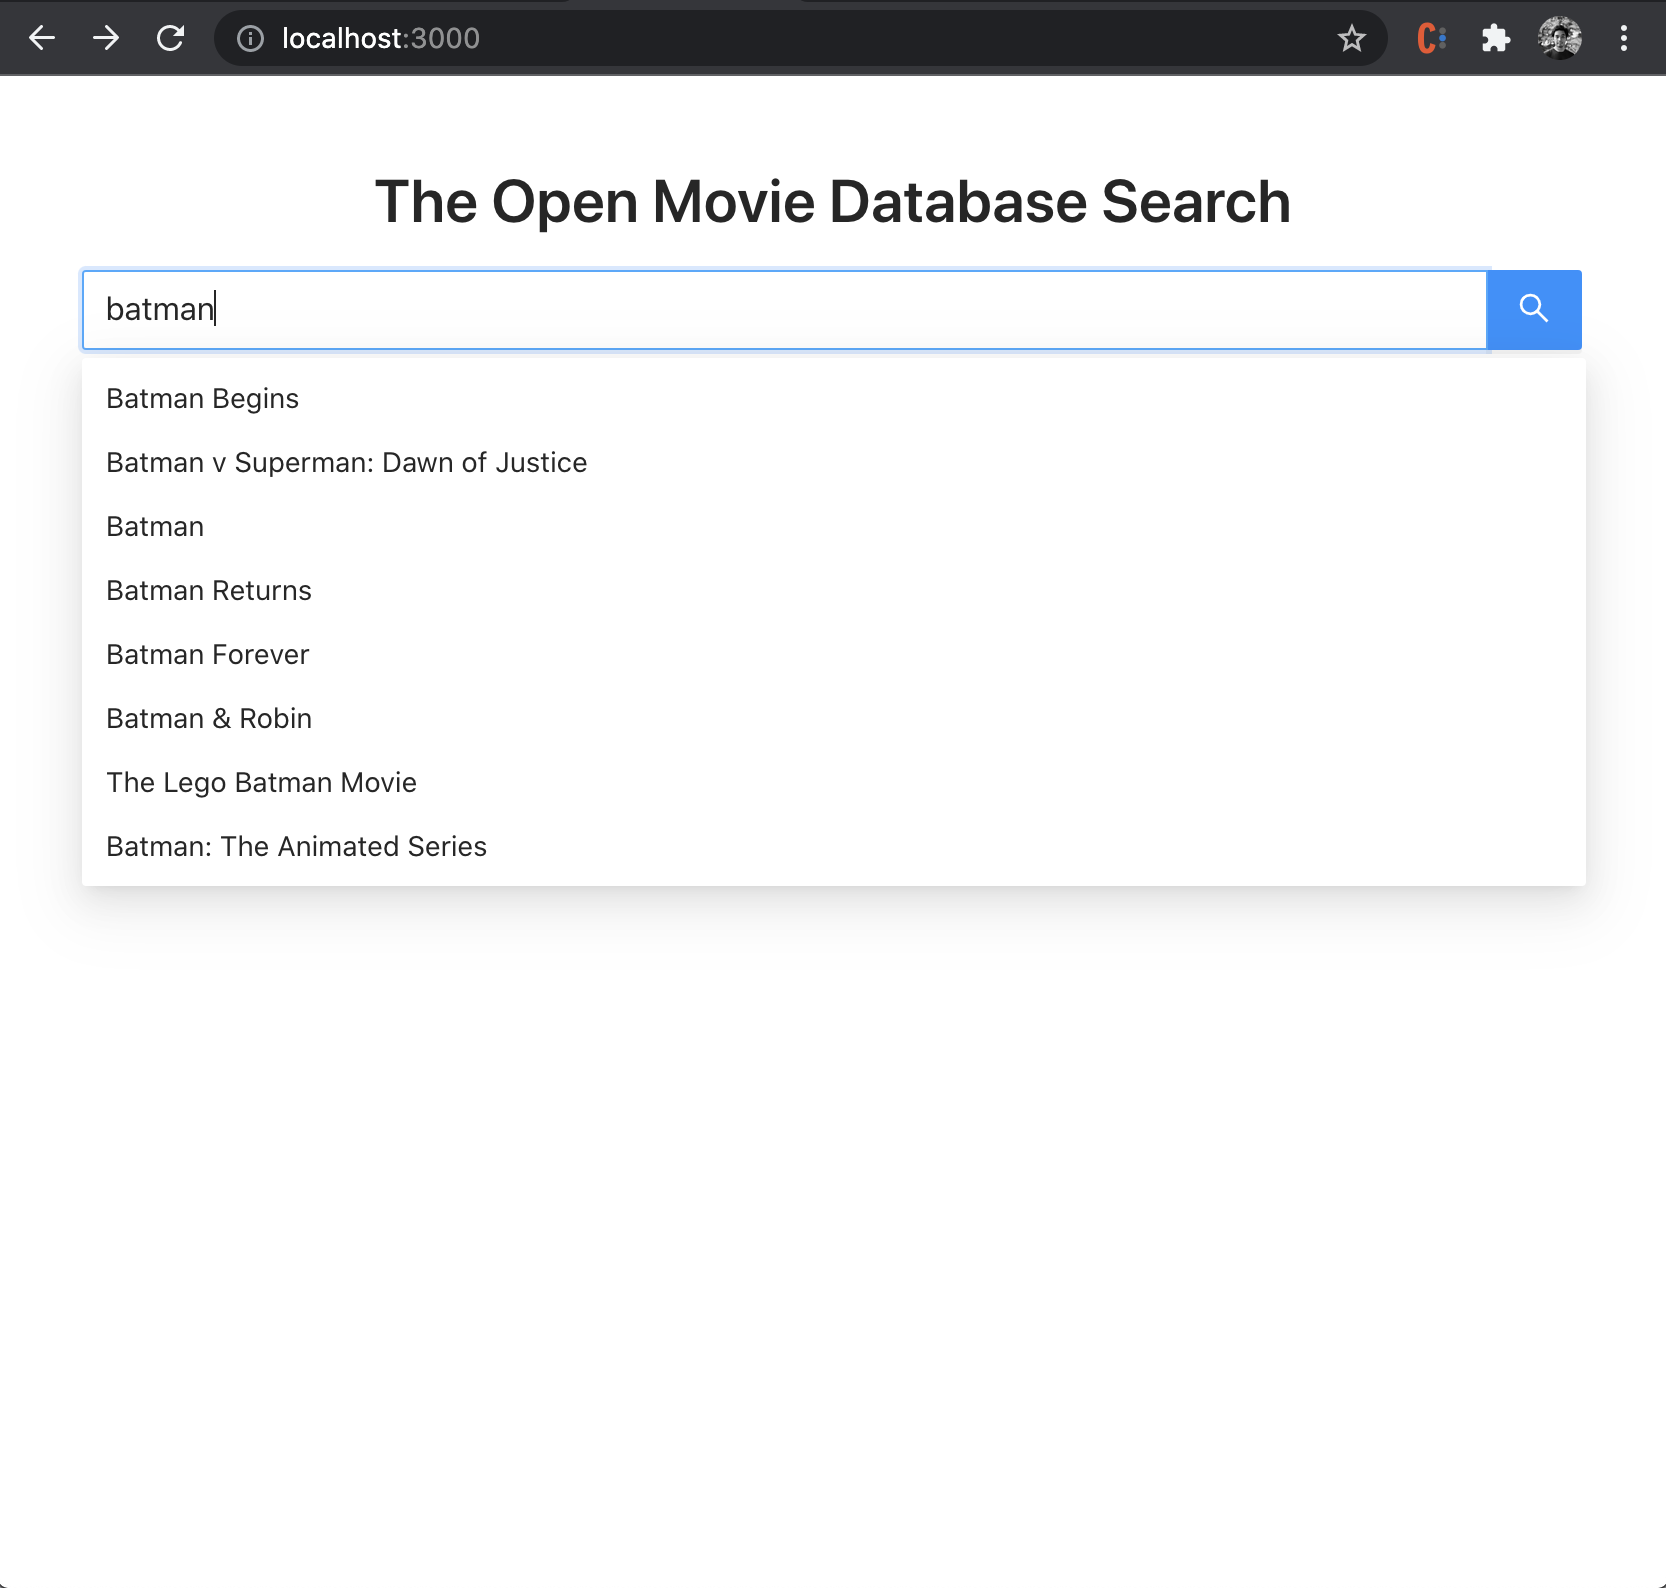 localhost:3000
The Open Movie Database Search
batman
Batman Begins
Batman v Superman: Dawn of Justice
Batman
Batman Returns
Batman Forever
Batman & Robin
The Lego Batman Movie
Batman: The Animated Series